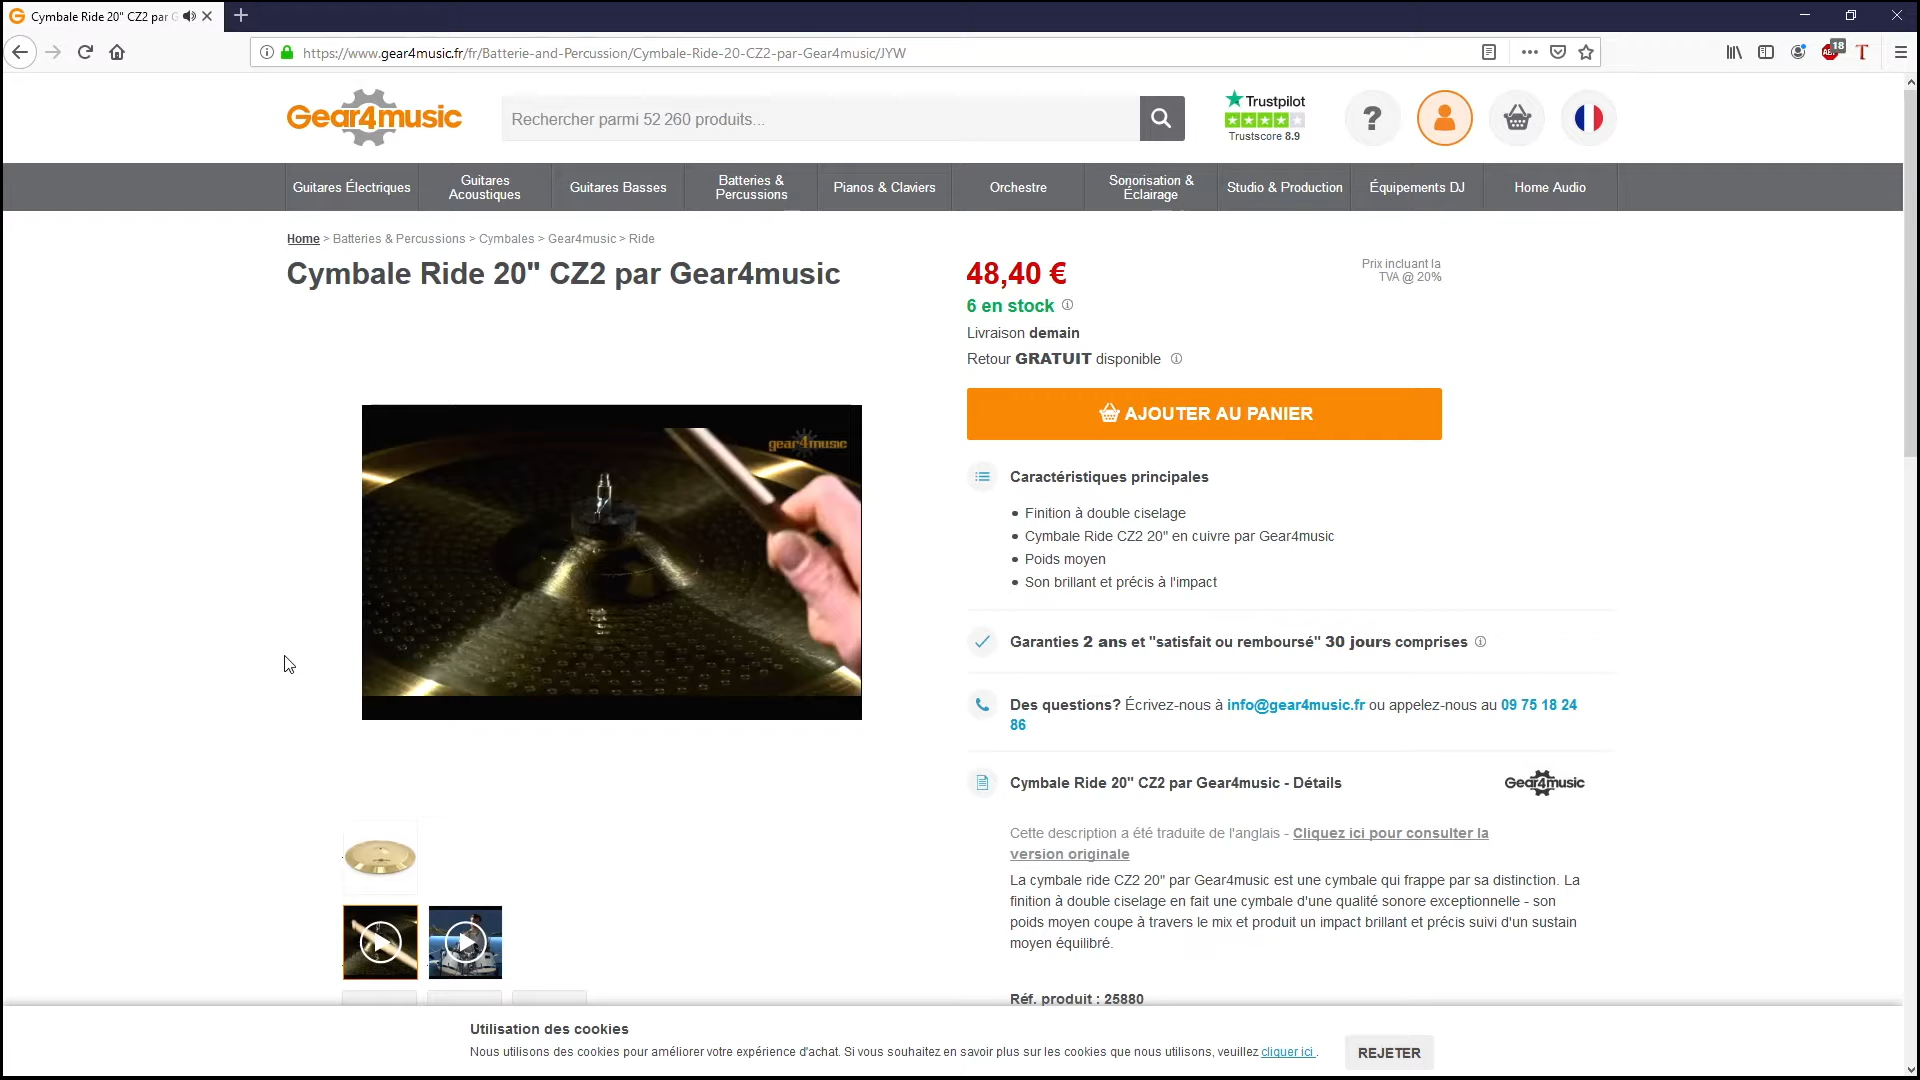 Cymbale Ride 20" CZ2 par G
https://www.gear4music.fr/fr/Batterie-and-Percussion/Cymbale-Ride-20-CZ2-par-Gear4music/JYW
18
ABP
T
Gear4music
Rechercher parmi 52 260 produits...
Trustpilot
Trustscore 8.9
?
Guitares Électriques
Guitares
Acoustiques
Guitares Basses
Batteries &
Percussions
Pianos & Claviers
Orchestre
Sonorisation &
Éclairage
Studio & Production
Équipements DJ
Home Audio
Home > Batteries & Percussions > Cymbales > Gear4music > Ride
Cymbale Ride 20" CZ2 par Gear4music
gear4music
48,40 €
Prix incluant la
TVA @ 20%
6 en stock
Livraison demain
Retour GRATUIT disponible
AJOUTER AU PANIER
Caractéristiques principales
• Finition à double ciselage
• Cymbale Ride CZ2 20" en cuivre par Gear4music
• Poids moyen
• Son brillant et précis à l'impact
Garanties 2 ans et "satisfait ou remboursé" 30 jours comprises
Des questions? Écrivez-nous à info@gear4music.fr ou appelez-nous au 09 75 18 24
86
Cymbale Ride 20" CZ2 par Gear4music - Détails
Gear4music
Cette description a été traduite de l'anglais - Cliquez ici pour consulter la
version originale
La cymbale ride CZ2 20" par Gear4music est une cymbale qui frappe par sa distinction. La
finition à double ciselage en fait une cymbale d'une qualité sonore exceptionnelle - son
poids moyen coupe à travers le mix et produit un impact brillant et précis suivi d'un sustain
moyen équilibré.
Réf. produit : 25880
Utilisation des cookies
Nous utilisons des cookies pour améliorer votre expérience d'achat. Si vous souhaitez en savoir plus sur les cookies que nous utilisons, veuillez cliquer ici .
REJETER